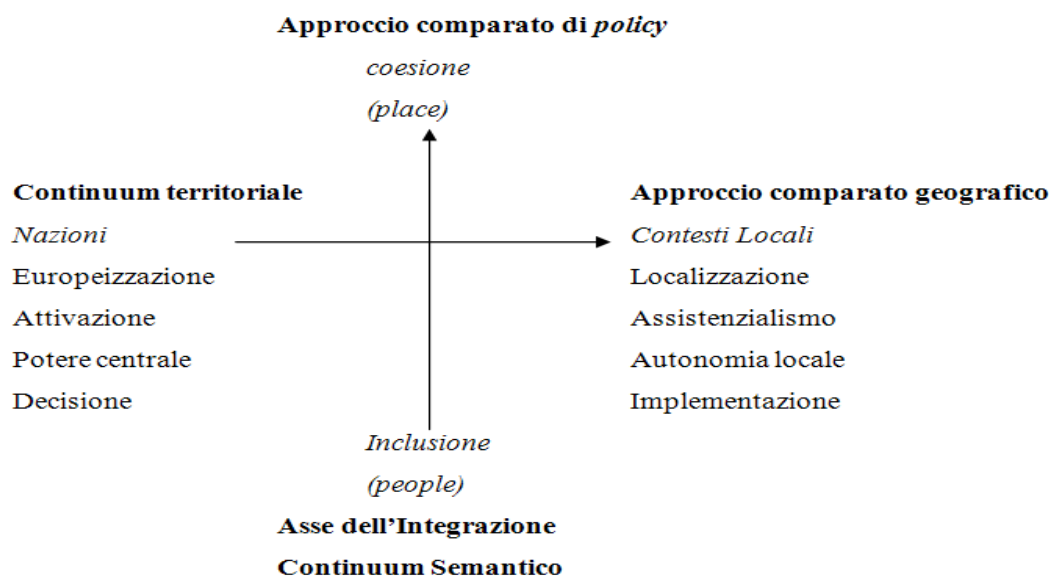 Approccio comparato di policy
coesione
(place)
Continuum territoriale
Nazioni
Europeizzazione
Attivazione
Potere centrale
Decisione
Approccio comparato geografico
Contesti Locali
Localizzazione
Assistenzialismo
Autonomia locale
Implementazione
Inclusione
(people)
Asse dell'Integrazione
Continuum Semantico